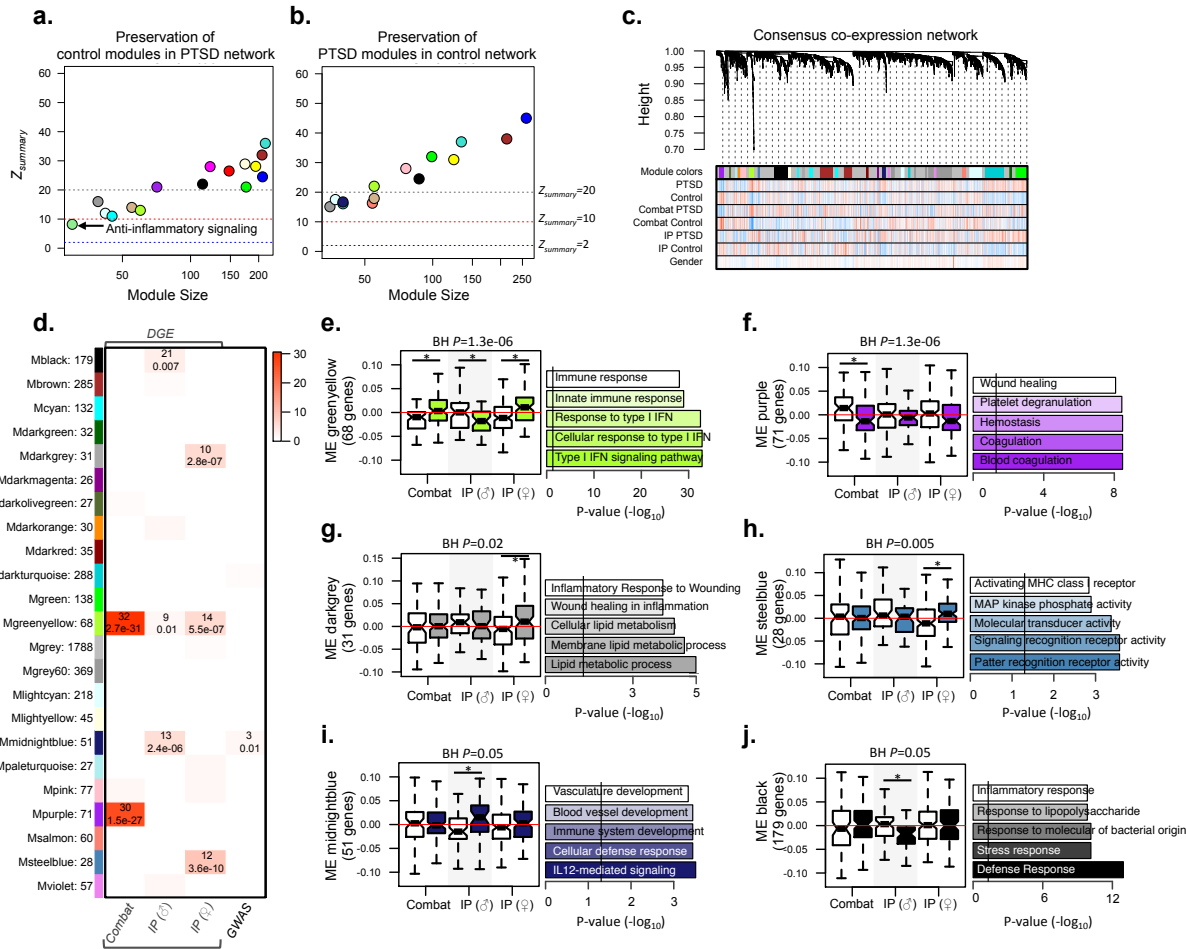 a.
Preservation of
control modules in PTSD network
60
50
40
30
20
10
0
Z summary
Anti-inflammatory signaling
50
100
150
200
Module Size
b.
Preservation of
PTSD modules in control network
60
50
40
30
20
10
0
Z summary=20
Z summary=10
Z summary=2
50
100
150
250
Module Size
c.
Consensus co-expression network
1.00
0.95
0.90
0.85
0.80
0.75
0.70
Height
Module colors
PTSD
Control
Combat PTSD
Combat Control
IP PTSD
IP Control
Gender
d.
DGE
Mblack: 179
21
0.007
Mbrown: 285
Mcyan: 132
Mdarkgreen: 32
Mdarkgrey: 31
10
2.8e-07
Mdarkmagenta: 26
darkolivegreen: 27
Mdarkorange: 30
Mdarkred: 35
darkturquoise: 288
Mgreen: 138
Mgreenyellow: 68
32
2.7e-31
9
0.01
14
5.5e-07
Mgrey: 1788
Mgrey60: 369
Mlightcyan: 218
Mlightyellow: 45
Mmidnightblue: 51
13
2.4e-06
3
0.01
Mpaleturquoise: 27
Mpink: 77
Mpurple: 71
30
1.5e-27
Msalmon: 60
Msteelblue: 28
12
3.6e-10
Mviolet: 57
Combat
IP (♂)
IP (♀)
GWAS
30
20
10
0
e.
BH P=1.3e-06
ME greenyellow
(68 genes)
0.10
0.05
0.00
-0.05
-0.10
* * *
Combat IP (♂) IP (♀)
Immune response
Innate immune response
Response to type I IFN
Cellular response to type I IFN
Type I IFN signaling pathway
0 10 20 30
P-value (-log10)
f.
BH P=1.3e-06
ME purple
(71 genes)
0.10
0.05
0.00
-0.05
-0.10
*
Combat IP (♂) IP (♀)
Wound healing
Platelet degranulation
Hemostasis
Coagulation
Blood coagulation
0 4 8
P-value (-log10)
g.
BH P=0.02
ME darkgrey
(31 genes)
0.15
0.10
0.05
0.00
-0.05
-0.10
*
Combat IP (♂) IP (♀)
Inflammatory Response to Wounding
Wound healing in inflammation
Cellular lipid metabolism
Membrane lipid metabolic process
Lipid metabolic process
0 3 5
P-value (-log10)
h.
BH P=0.005
ME steelblue
(28 genes)
0.10
0.05
0.00
-0.05
-0.10
*
Combat IP (♂) IP (♀)
Activating MHC class I receptor
MAP kinase phosphate activity
Molecular transducer activity
Signaling recognition receptor activity
Patter recognition receptor activity
0 1 2 3
P-value (-log10)
i.
BH P=0.05
ME midnightblue
(51 genes)
0.10
0.05
0.00
-0.05
-0.10
*
Combat IP (♂) IP (♀)
Vasculature development
Blood vessel development
Immune system development
Cellular defense response
IL12-mediated signaling
0 1 2 3
P-value (-log10)
j.
BH P=0.05
ME black
(179 genes)
0.10
0.05
0.00
-0.05
-0.10
*
Combat IP (♂) IP (♀)
Inflammatory response
Response to lipolysaccharide
Response to molecular of bacterial origin
Stress response
Defense Response
0 6 12
P-value (-log10)